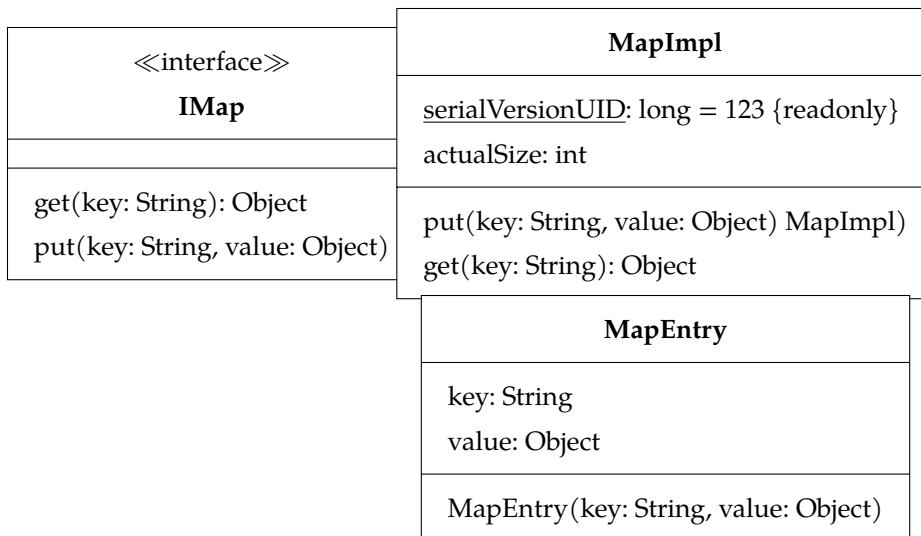 ≪interface≫
IMap
get(key: String): Object
put(key: String, value: Object)
MapImpl
serialVersionUID: long = 123 {readonly}
actualSize: int
put(key: String, value: Object) MapImpl)
get(key: String): Object
MapEntry
key: String
value: Object
MapEntry(key: String, value: Object)